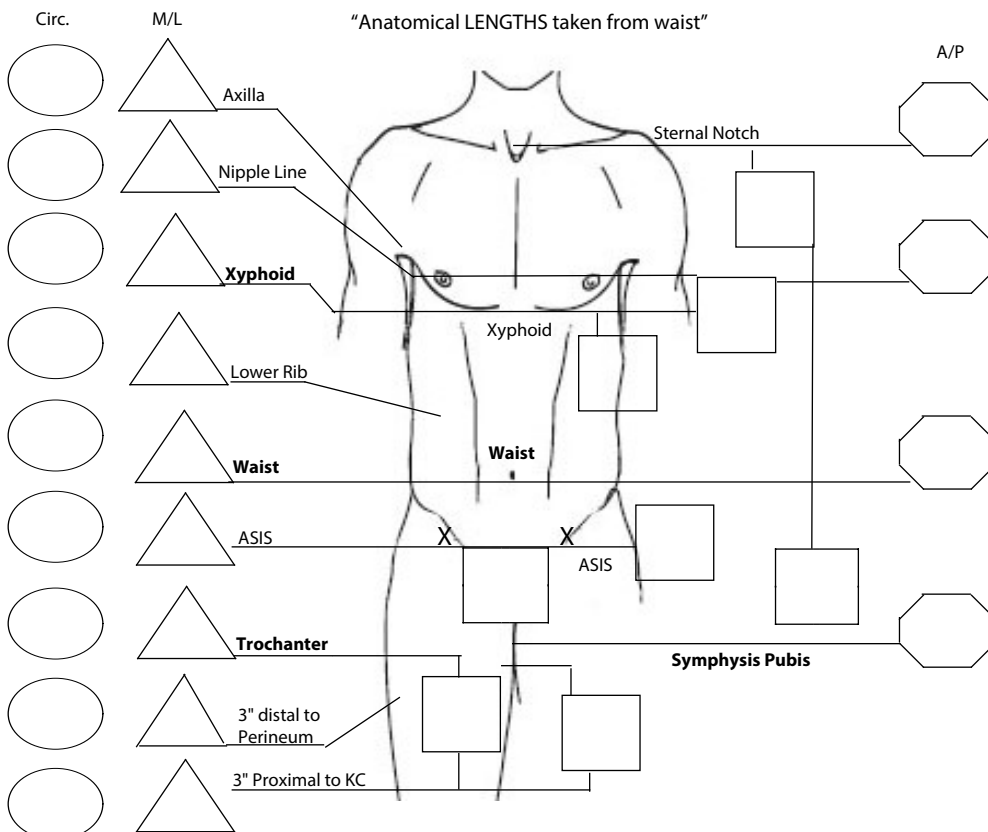 Circ.
M/L
“Anatomical LENGTHS taken from waist”
A/P
Axilla
Sternal Notch
Nipple Line
Xyphoid
Xyphoid
Lower Rib
Waist
Waist
X
X
ASIS
ASIS
Trochanter
Symphysis Pubis
3" distal to
Perineum
3" Proximal to KC